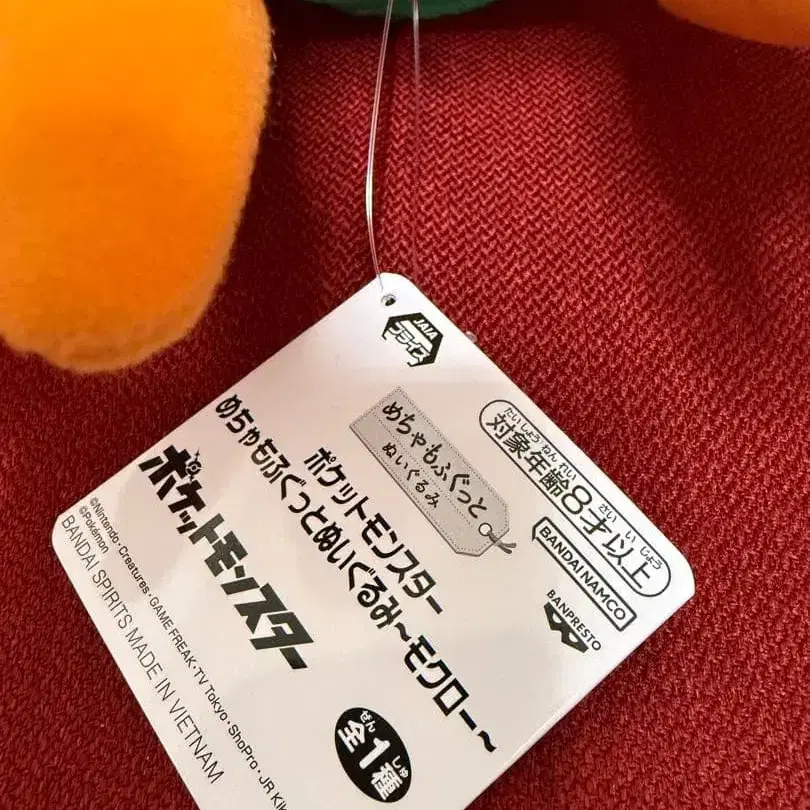 JAIA
プライズ
めちゃもふぐっと
ぬいぐるみ
たいしょうねんれい さいいじょう
対象年齢8才以上
BANDAI NAMCO
BANPRESTO
ポケットモンスター
めちゃもふぐっとぬいぐるみ~モクロー~
ポケットモンスター
ぜん しゅ
全1種
©Nintendo・Creatures・GAME FREAK・TV Tokyo・ShoPro・JR Kik
©Pokémon
BANDAI SPIRITS MADE IN VIETNAM